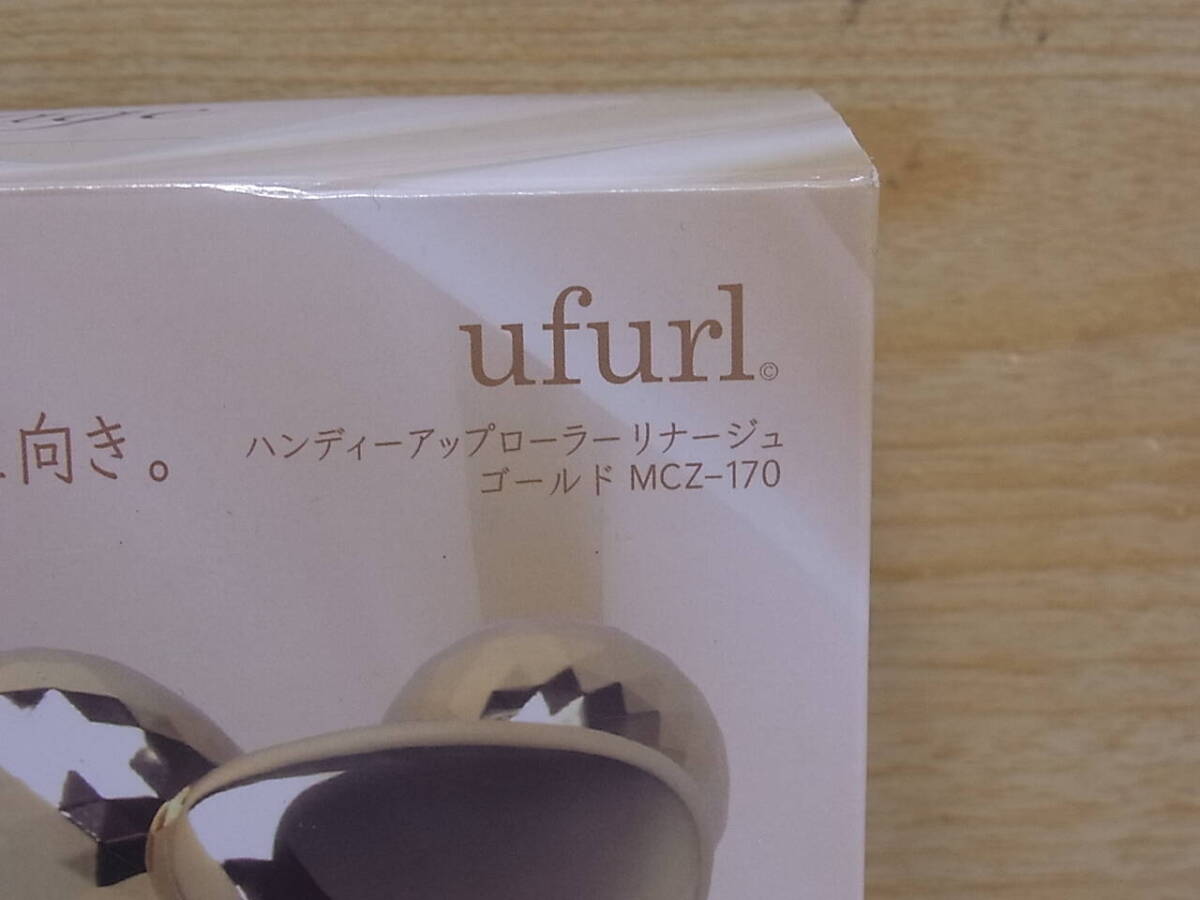 ufurl©
向き。
ハンディーアップローラーリナージュ
ゴールド MCZ-170